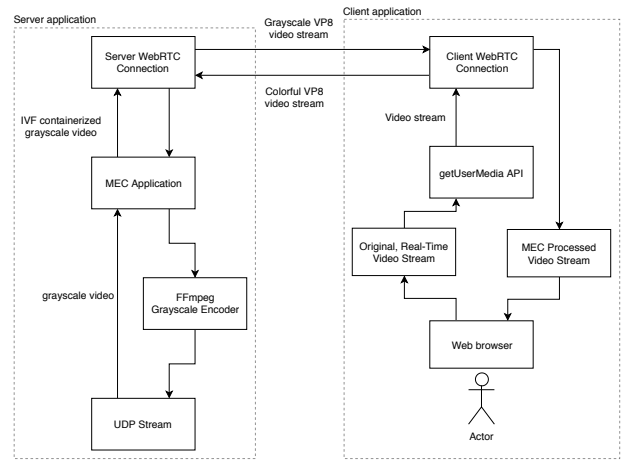 Server application
Grayscale VP8
video stream
Client application
Server WebRTC
Connection
Client WebRTC
Connection
Colorful VP8
video stream
IVF containerized
grayscale video
Video stream
MEC Application
getUserMedia API
Original, Real-Time
Video Stream
MEC Processed
Video Stream
grayscale video
FFmpeg
Grayscale Encoder
Web browser
UDP Stream
Actor